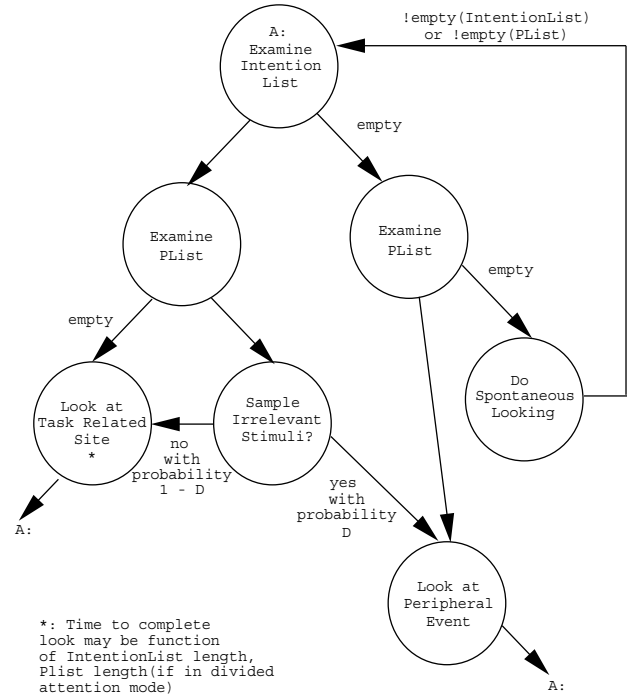 !empty(IntentionList)
or !empty(PList)
A:
Examine
Intention
List
empty
Examine
PList
Examine
PList
empty
empty
Do
Spontaneous
Looking
Look at
Task Related
Site
*
Sample
Irrelevant
Stimuli?
no
with
probability
1 - D
yes
with
probability
D
A:
Look at
Peripheral
Event
A:
*: Time to complete
look may be function
of IntentionList length,
Plist length(if in divided
attention mode)